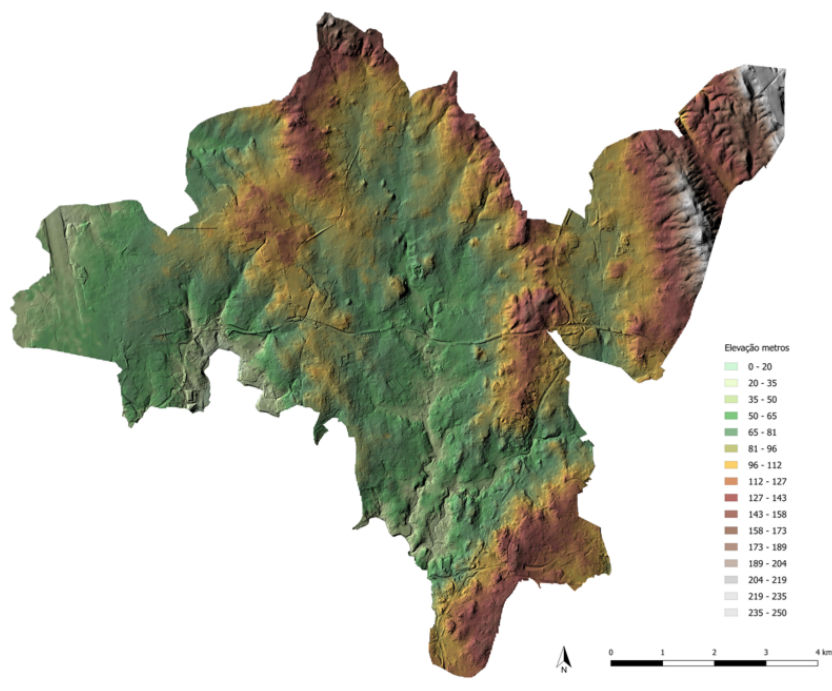 Elevação metros
0 - 20
20 - 35
35 - 50
50 - 65
65 - 81
81 - 96
96 - 112
112 - 127
127 - 143
143 - 158
158 - 173
173 - 189
189 - 204
204 - 219
219 - 235
235 - 250
0 1 2 3 4 km
N